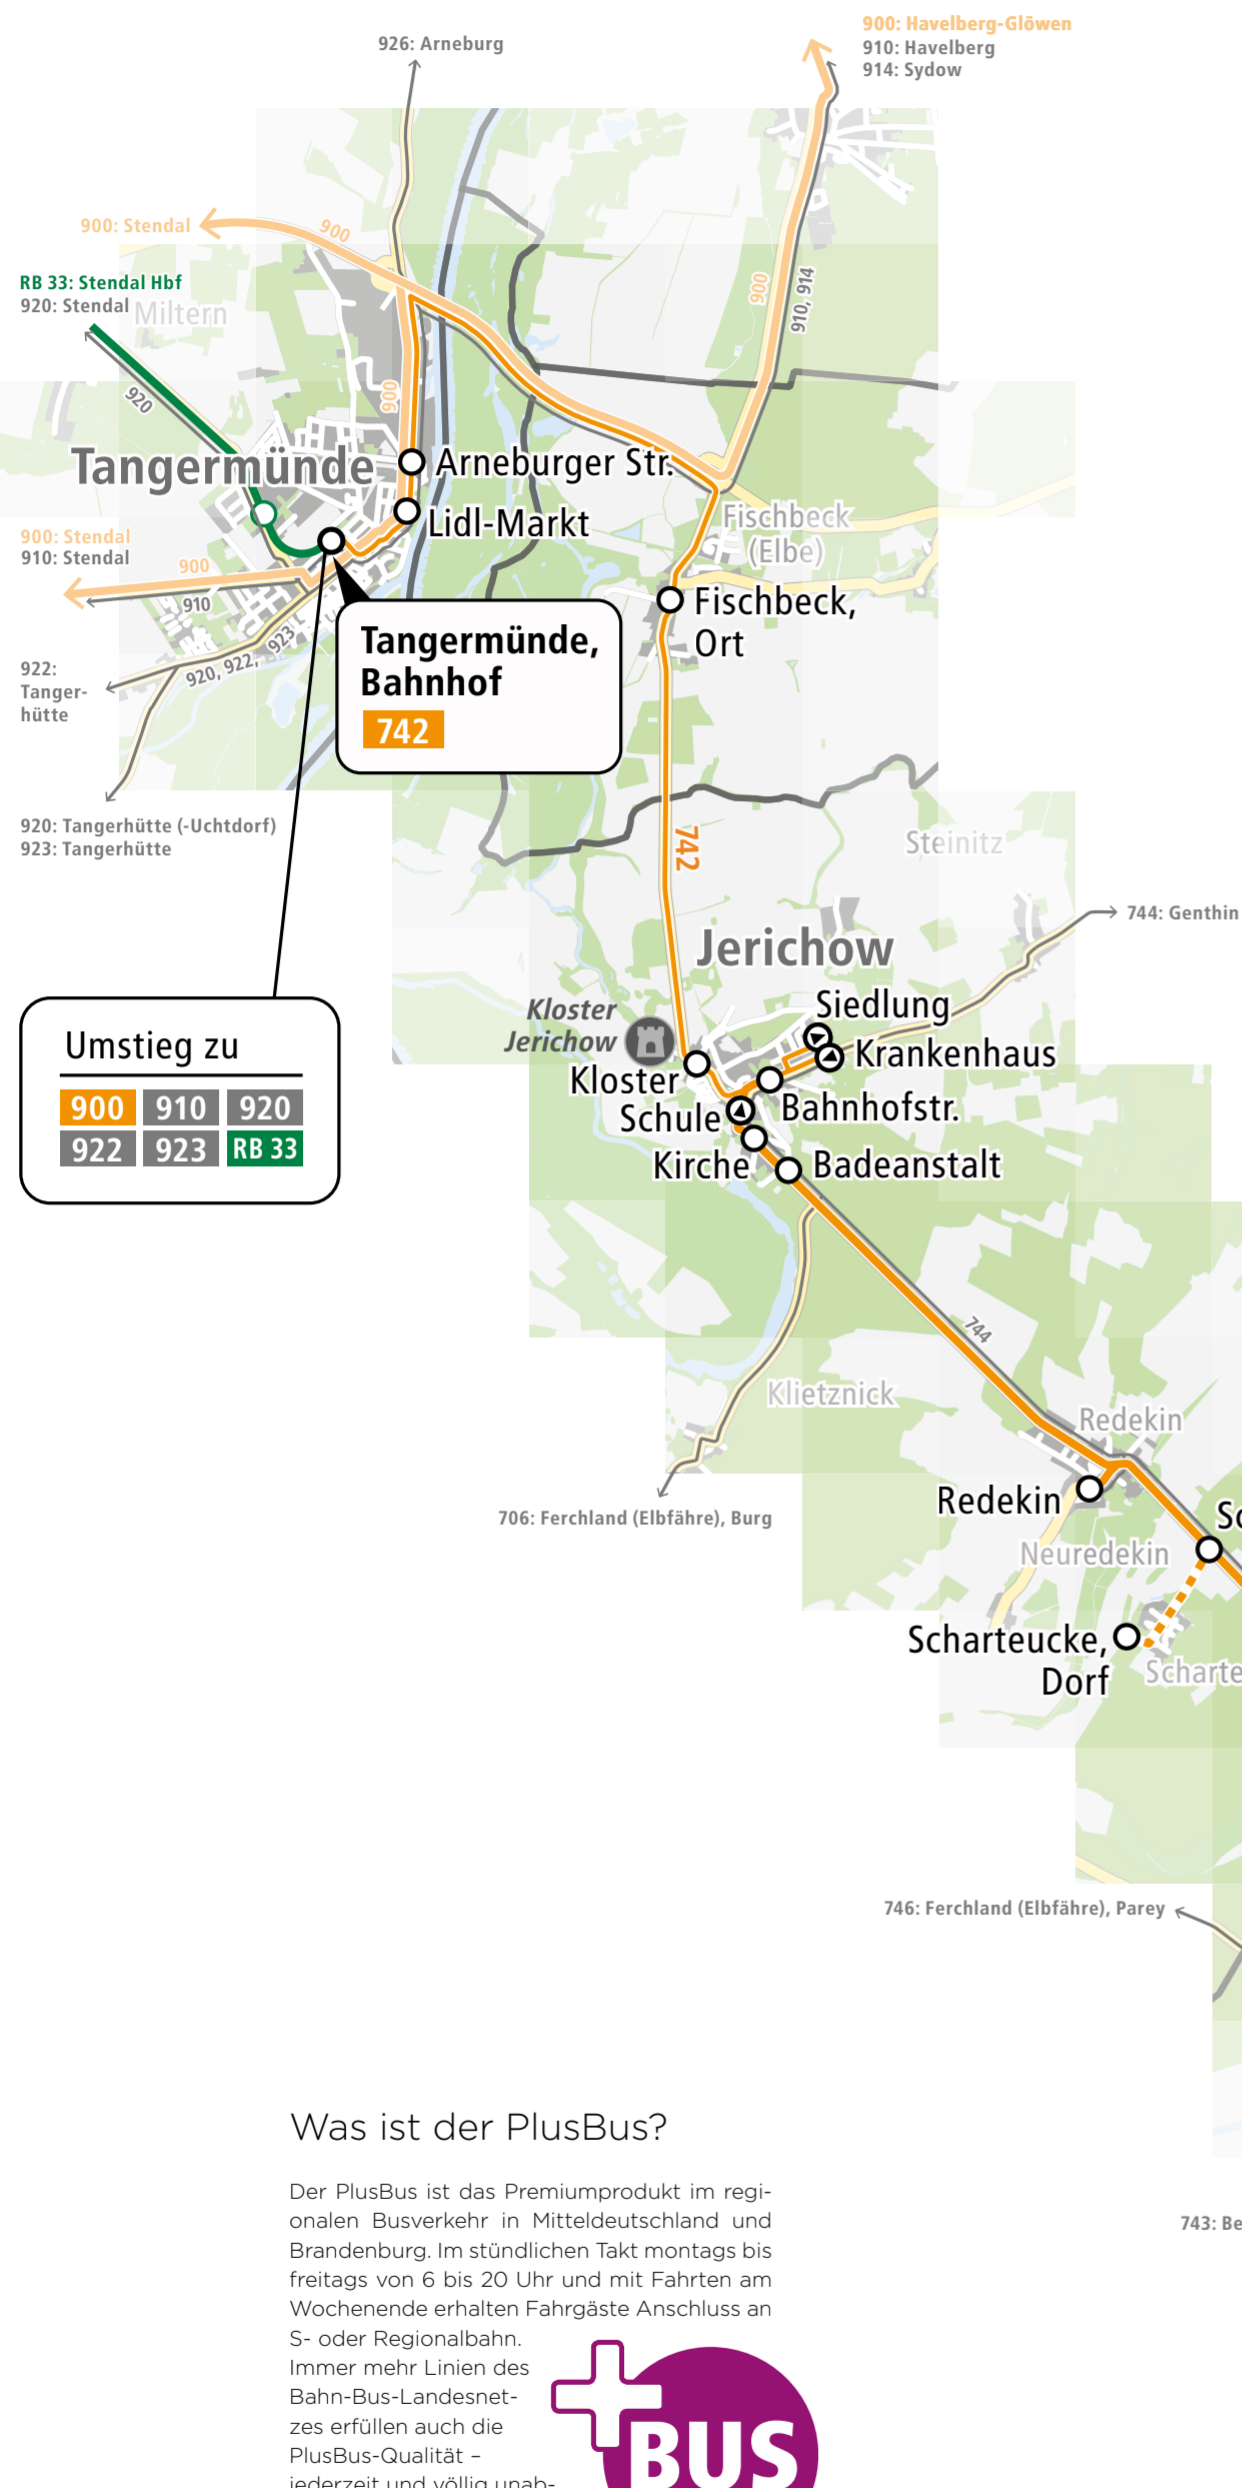 900: Havelberg-Glöwen
910: Havelberg
914: Sydow
926: Arneburg
900: Stendal
900
RB 33: Stendal Hbf
920: Stendal
Miltern
900
910, 914
920
900
Tangermünde
Arneburger Str.
Lidl-Markt
Fischbeck
(Elbe)
900: Stendal
910: Stendal
900
910
Fischbeck,
Ort
920, 922, 923
922:
Tanger-
hütte
Tangermünde,
Bahnhof
742
920: Tangerhütte (-Uchtdorf)
923: Tangerhütte
742
Steinitz
744: Genthin
Jerichow
Kloster
Jerichow
Siedlung
Krankenhaus
Kloster
Bahnhofstr.
Schule
Kirche
Badeanstalt
Umstieg zu
900 910 920
922 923 RB 33
744
Klietznick
Redekin
Redekin
706: Ferchland (Elbfähre), Burg
Neuredekin
Scharteucke,
Dorf
746: Ferchland (Elbfähre), Parey
Was ist der PlusBus?
743: Be
Der PlusBus ist das Premiumprodukt im regi-
onalen Busverkehr in Mitteldeutschland und
Brandenburg. Im stündlichen Takt montags bis
freitags von 6 bis 20 Uhr und mit Fahrten am
Wochenende erhalten Fahrgäste Anschluss an
S- oder Regionalbahn.
Immer mehr Linien des
Bahn-Bus-Landesnet-
zes erfüllen auch die
PlusBus-Qualität –
jederzeit und völlig unab-
BUS